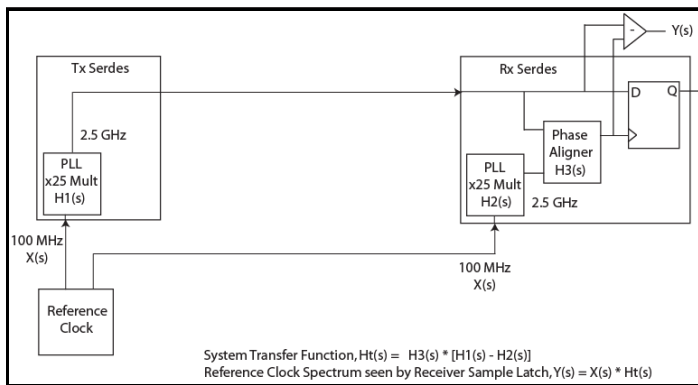 Y(s)
-
Tx Serdes
Rx Serdes
D
Q
2.5 GHz
PLL
x25 Mult
H1(s)
Phase
Aligner
H3(s)
PLL
x25 Mult
H2(s)
2.5 GHz
100 MHz
X(s)
100 MHz
X(s)
Reference
Clock
System Transfer Function, Ht(s) = H3(s) * [H1(s) - H2(s)]
Reference Clock Spectrum seen by Receiver Sample Latch, Y(s) = X(s) * Ht(s)